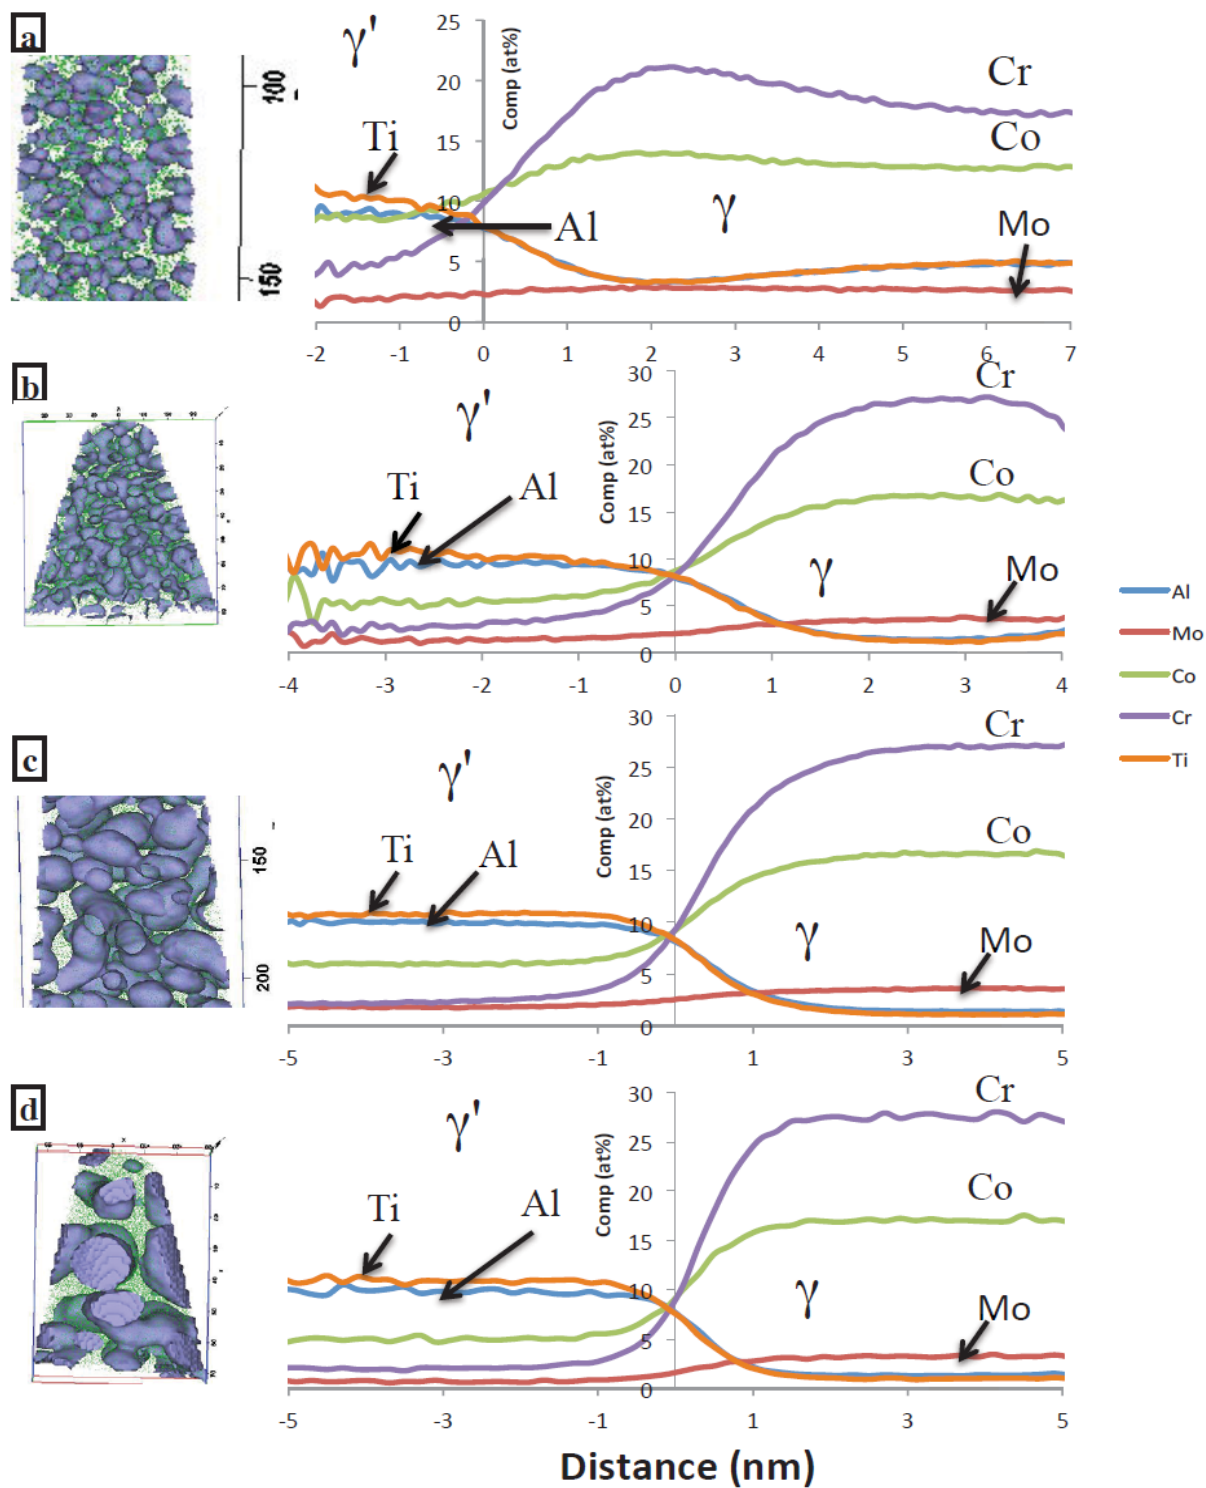 a
γ'
25
20
15
10
5
0
Comp (at%)
Cr
Co
Ti
Al
γ
Mo
100
150
-2 -1 0 1 2 3 4 5 6 7
b
γ'
30
25
20
15
10
5
0
Comp (at%)
Cr
Co
Ti
Al
γ
Mo
-4 -3 -2 -1 0 1 2 3 4
Al
Mo
Co
Cr
Ti
c
γ'
30
25
20
15
10
5
0
Comp (at%)
Cr
Co
Ti
Al
γ
Mo
150
200
-5 -3 -1 1 3 5
d
γ'
30
25
20
15
10
5
0
Comp (at%)
Cr
Co
Ti
Al
γ
Mo
-5 -3 -1 1 3 5
Distance (nm)